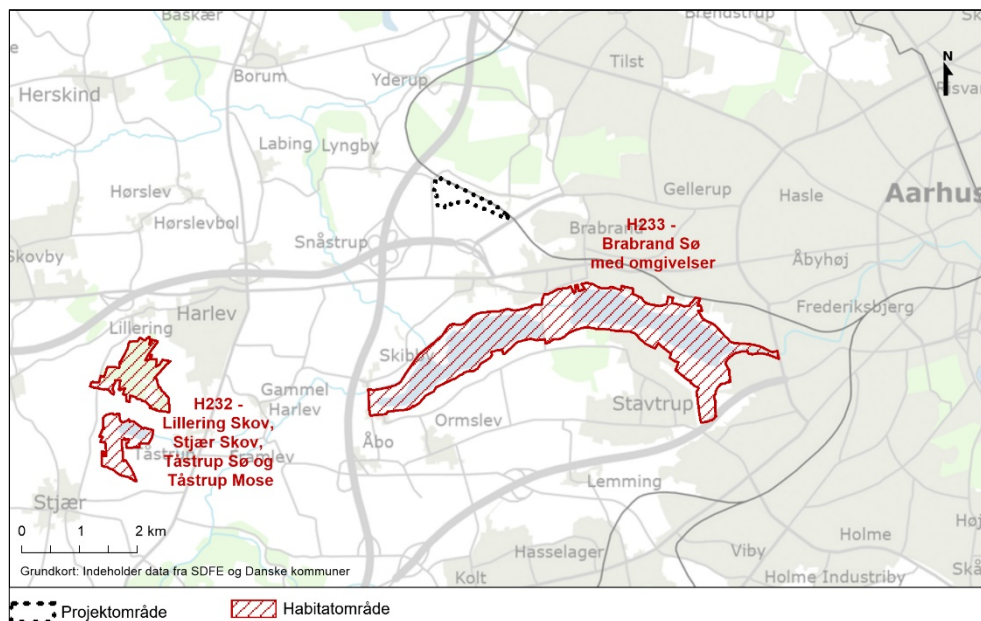 Baskær
Brendstrup
Borum
Yderup
Tilst
Herskind
N
Risvan
Labing
Lyngby
Hørslev
Gellerup
Hasle
Aarhus
Hørslevbol
Snåstrup
Brabrand
H233 -
Brabrand Sø
med omgivelser
Skovby
Åbyhøj
Harlev
Frederiksbjerg
Lillering
Skibby
Gammel
Harlev
H232 -
Lillering Skov,
Stjær Skov,
Tåstrup Sø og
Tåstrup Mose
Stavtrup
Ormslev
Åbo
Tåstrup
Framlev
Lemming
Stjær
0 1 2 km
Hasselager
Viby
Holme
Høj
Grundkort: Indeholder data fra SDFE og Danske kommuner
Kolt
Holme Industriby
Skå
Projektområde
Habitatområde